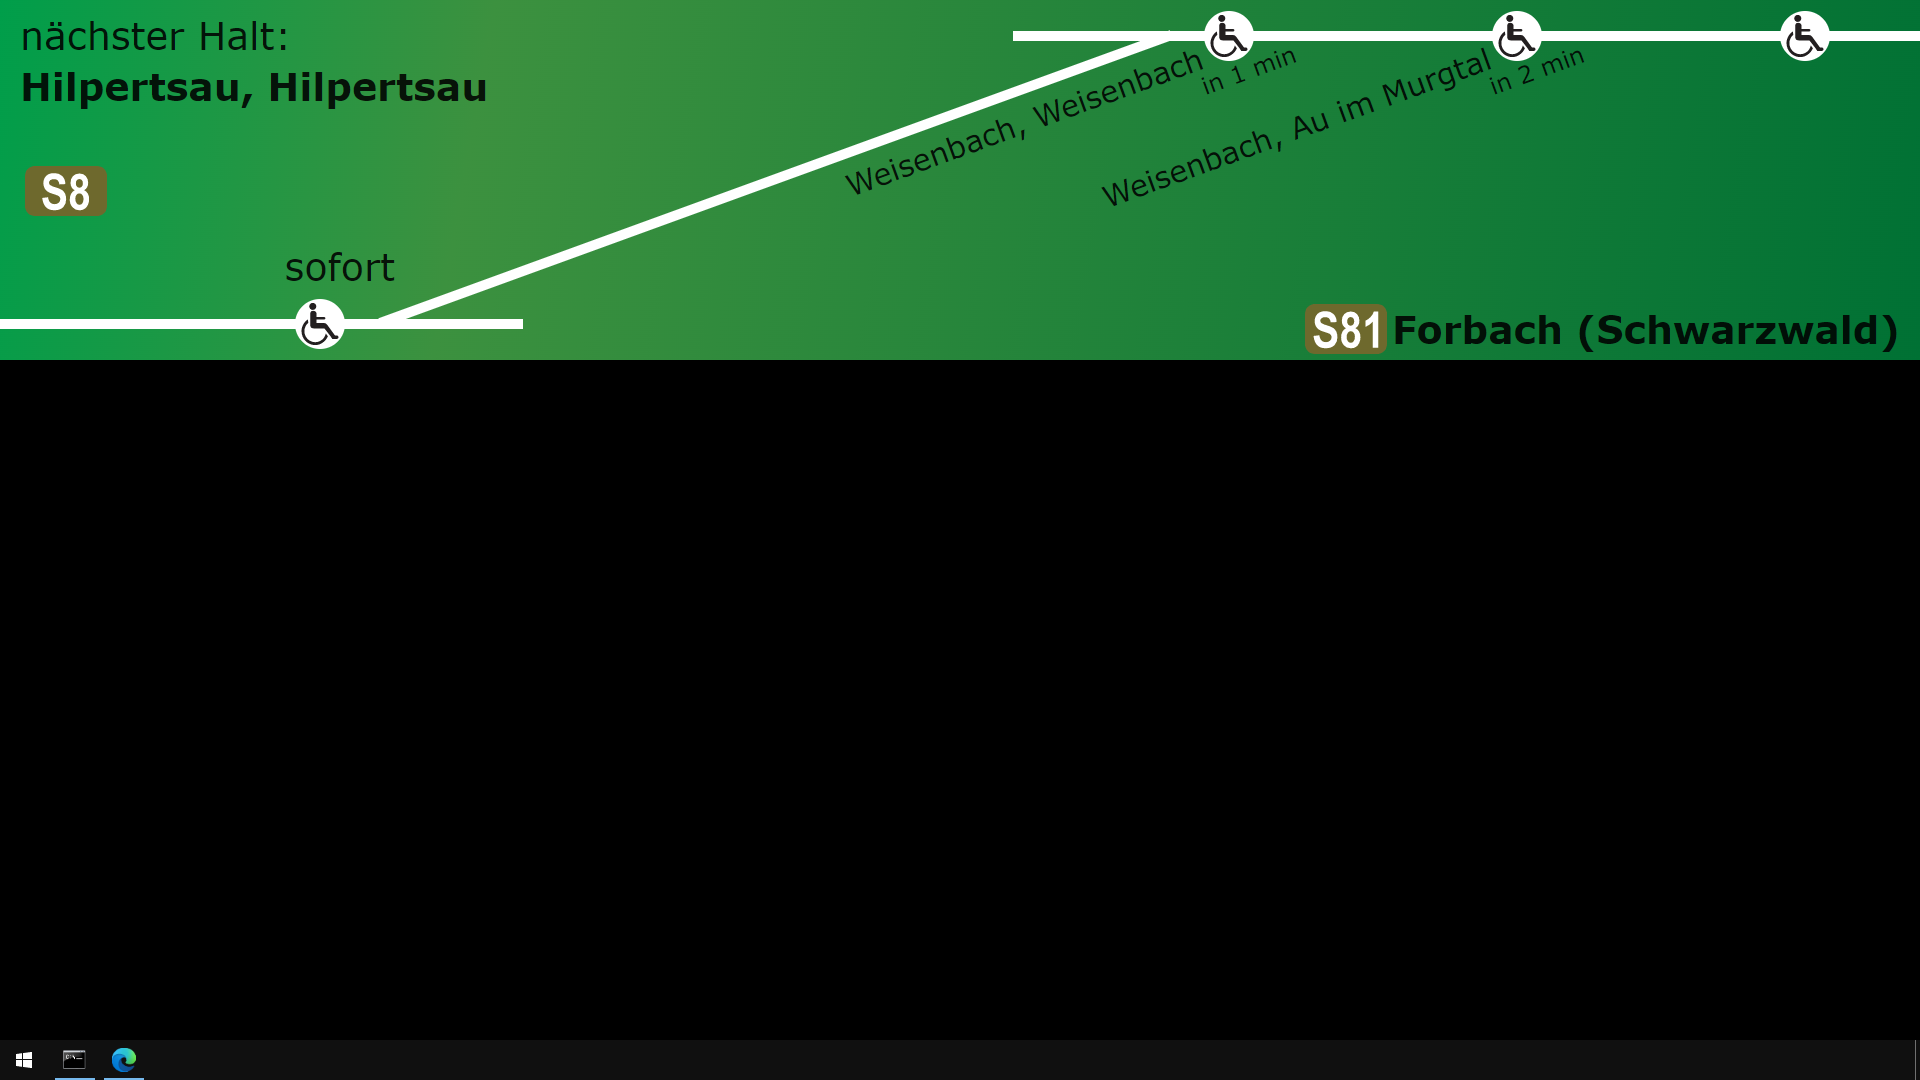 nächster Halt:
Hilpertsau, Hilpertsau
S8
sofort
Weisenbach, Weisenbach
in 1 min
Weisenbach, Au im Murgtal
in 2 min
S81 Forbach (Schwarzwald)